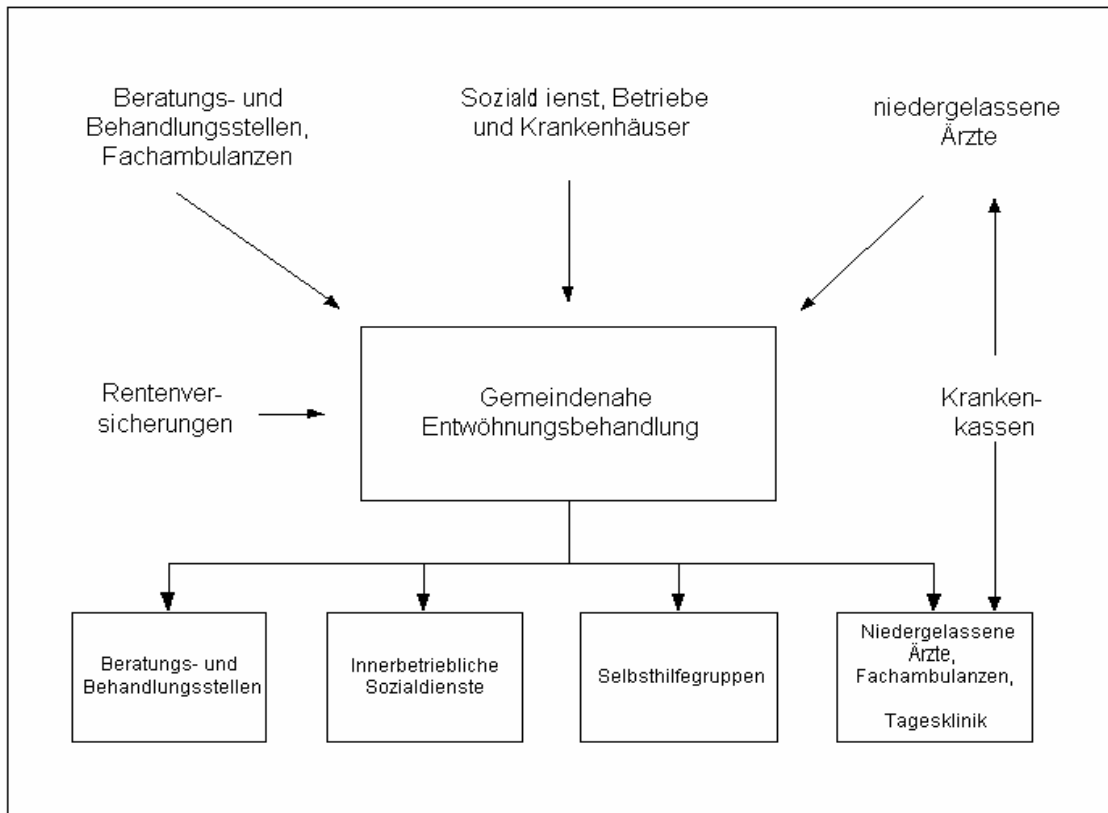 Beratungs- und
Behandlungsstellen,
Fachambulanzen
Soziald ienst, Betriebe
und Krankenhäuser
niedergelassene
Ärzte
Rentenver-
sicherungen
Gemeindenahe
Entwöhnungsbehandlung
Kranken-
kassen
Beratungs- und
Behandlungsstellen
Innerbetriebliche
Sozialdienste
Selbsthilfegruppen
Niedergelassene
Ärzte,
Fachambulanzen,
Tagesklinik